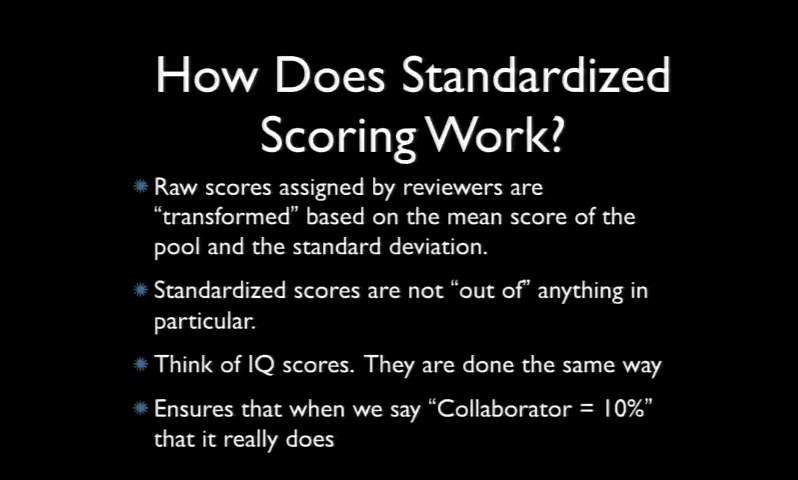 How Does Standardized
Scoring Work?
Raw scores assigned by reviewers are
“transformed” based on the mean score of the
pool and the standard deviation.
Standardized scores are not “out of” anything in
particular.
Think of IQ scores. They are done the same way
Ensures that when we say “Collaborator = 10%”
that it really does